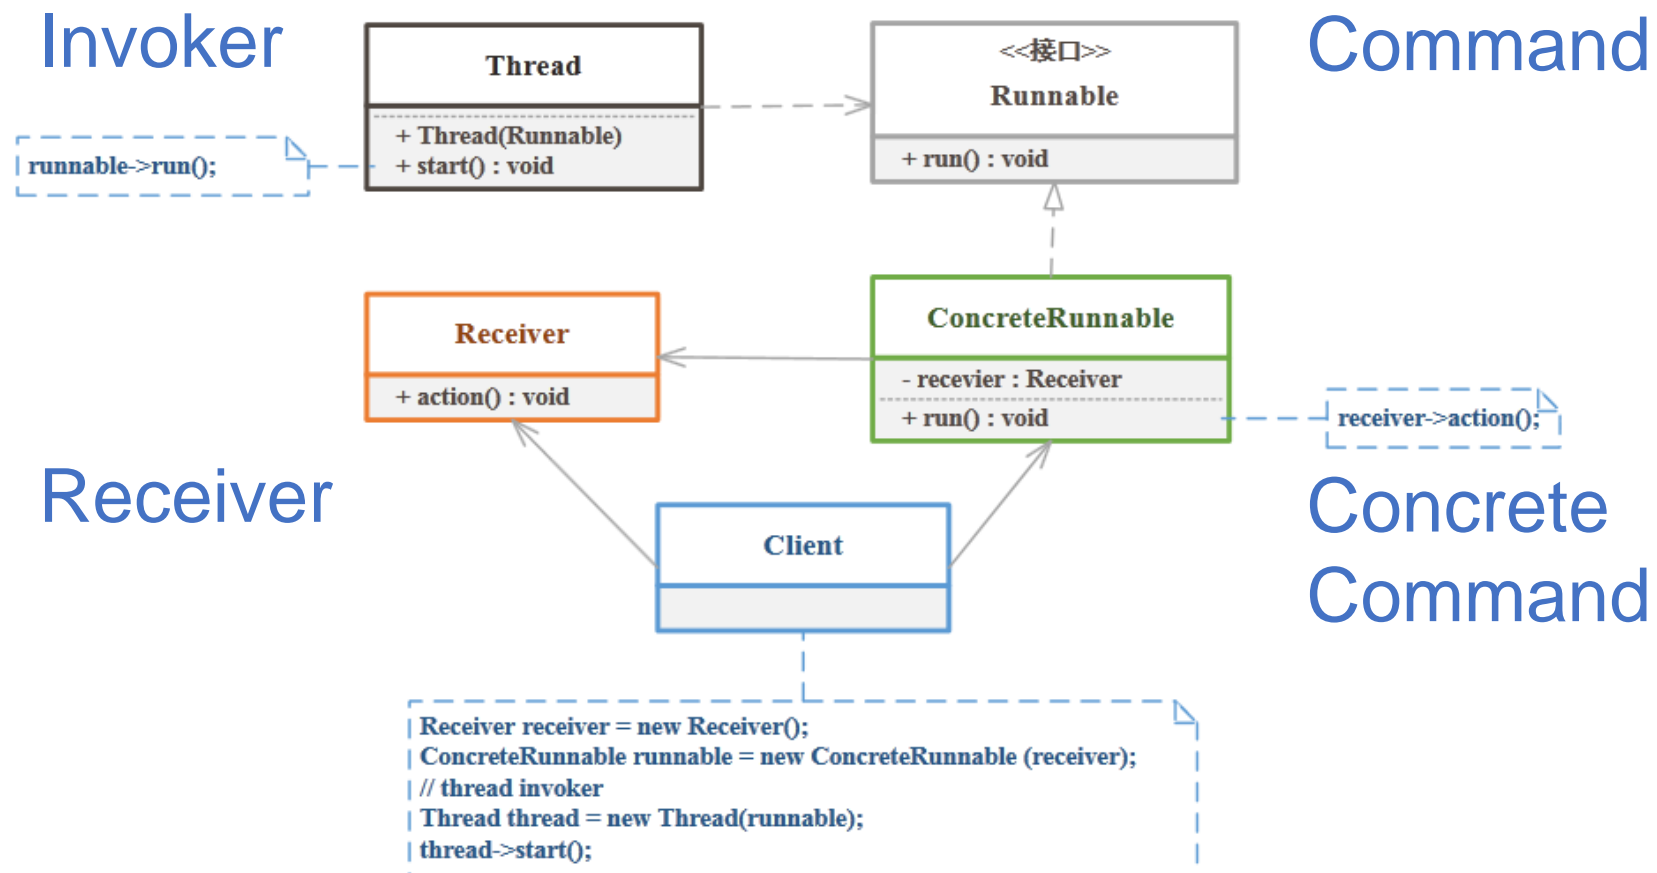 Invoker
Thread
+ Thread(Runnable)
+ start() : void
runnable->run();
<<接口>>
Runnable
+ run() : void
Command
Receiver
+ action() : void
ConcreteRunnable
- recevier : Receiver
+ run() : void
receiver->action();
Receiver
Concrete
Command
Client
Receiver receiver = new Receiver();
ConcreteRunnable runnable = new ConcreteRunnable (receiver);
// thread invoker
Thread thread = new Thread(runnable);
thread->start();